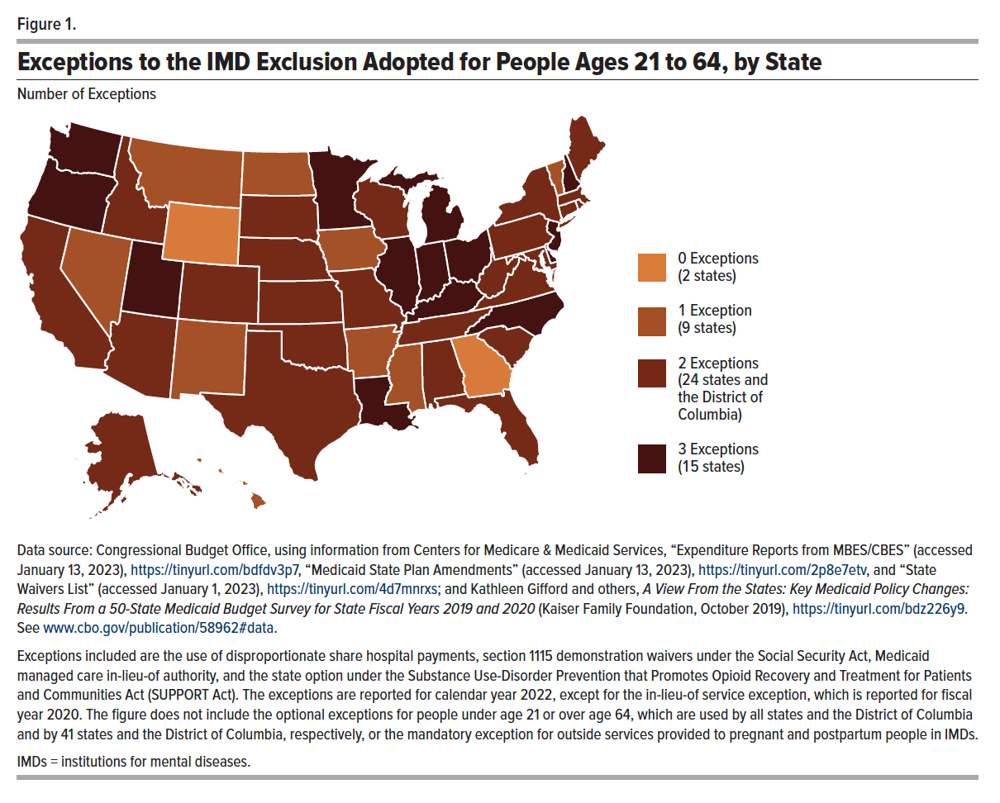 Figure 1.
Exceptions to the IMD Exclusion Adopted for People Ages 21 to 64, by State
Number of Exceptions
0 Exceptions
(2 states)
1 Exception
(9 states)
2 Exceptions
(24 states and
the District of
Columbia)
3 Exceptions
(15 states)
Data source: Congressional Budget Office, using information from Centers for Medicare & Medicaid Services, “Expenditure Reports from MBES/CBES” (accessed
January 13, 2023), https://tinyurl.com/bdfdv3p7, “Medicaid State Plan Amendments” (accessed January 13, 2023), https://tinyurl.com/2p8e7etv, and “State
Waivers List” (accessed January 1, 2023), https://tinyurl.com/4d7mnrxs; and Kathleen Gifford and others, A View From the States: Key Medicaid Policy Changes:
Results From a 50-State Medicaid Budget Survey for State Fiscal Years 2019 and 2020 (Kaiser Family Foundation, October 2019), https://tinyurl.com/bdz226y9.
See www.cbo.gov/publication/58962#data.
Exceptions included are the use of disproportionate share hospital payments, section 1115 demonstration waivers under the Social Security Act, Medicaid
managed care in-lieu-of authority, and the state option under the Substance Use-Disorder Prevention that Promotes Opioid Recovery and Treatment for Patients
and Communities Act (SUPPORT Act). The exceptions are reported for calendar year 2022, except for the in-lieu-of service exception, which is reported for fiscal
year 2020. The figure does not include the optional exceptions for people under age 21 or over age 64, which are used by all states and the District of Columbia
and by 41 states and the District of Columbia, respectively, or the mandatory exception for outside services provided to pregnant and postpartum people in IMDs.
IMDs = institutions for mental diseases.